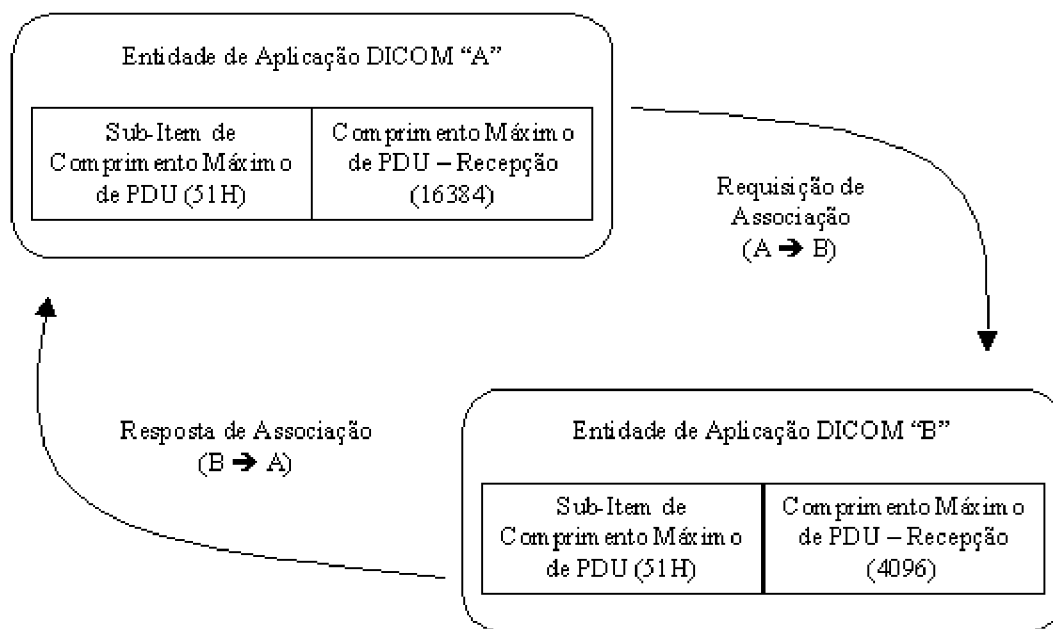 Entidade de Aplicação DICOM “A”
Sub-Item de
Comprimento Máximo
de PDU (51H)
Comprimento Máximo
de PDU – Recepção
(16384)
Requisição de
Associação
(A ➔ B)
Resposta de Associação
(B ➔ A)
Entidade de Aplicação DICOM “B”
Sub-Item de
Comprimento Máximo
de PDU (51H)
Comprimento Máximo
de PDU – Recepção
(4096)